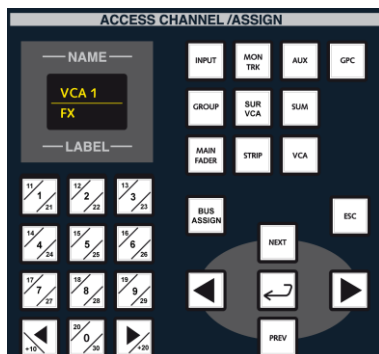 ACCESS CHANNEL /ASSIGN
NAME
VCA 1
FX
LABEL
INPUT
MON TRK
AUX
GPC
GROUP
SUR VCA
SUM
MAIN FADER
STRIP
VCA
BUS ASSIGN
ESC
NEXT
PREV
11 1 21
12 2 22
13 3 23
14 4 24
15 5 25
16 6 26
17 7 27
18 8 28
19 9 29
+10
20 0 30
+20